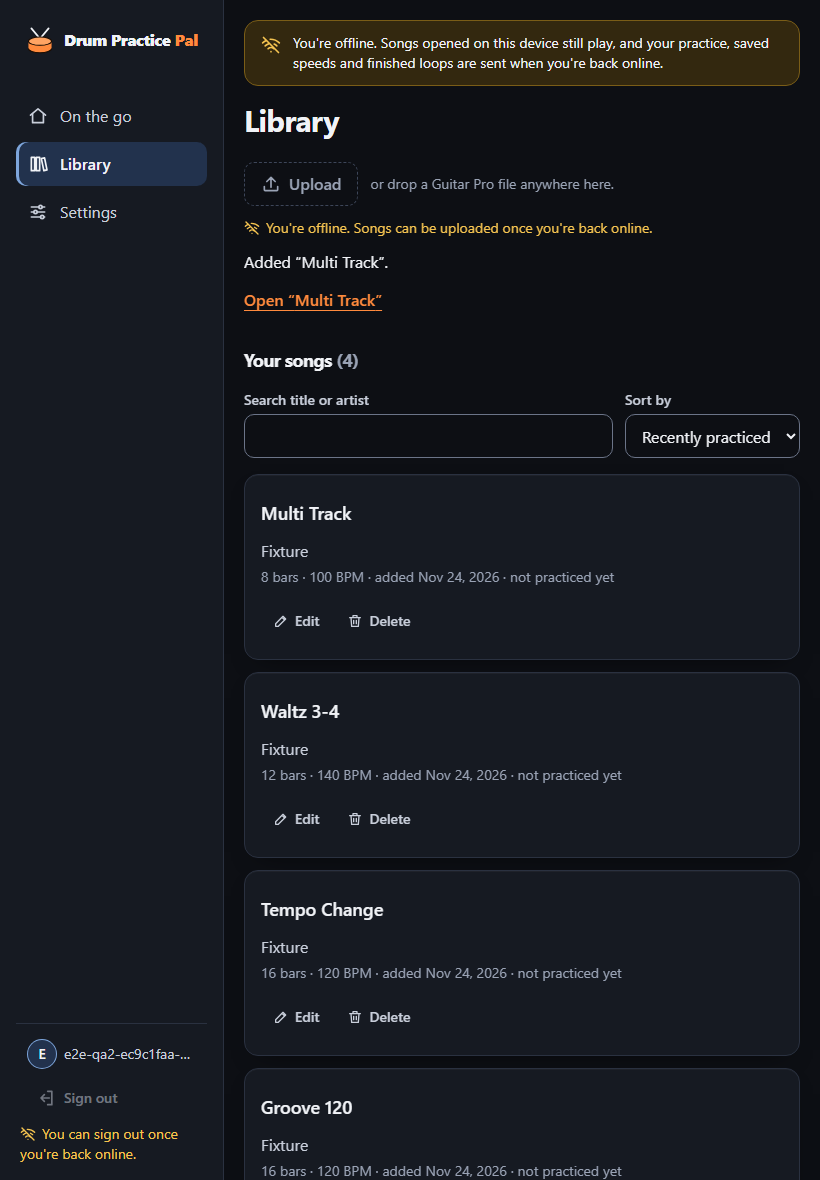 Drum Practice Pal
On the go
Library
Settings
e2e-qa2-ec9c1faa-...
Sign out
You can sign out once
you're back online.
You're offline. Songs opened on this device still play, and your practice, saved
speeds and finished loops are sent when you're back online.
Library
Upload
or drop a Guitar Pro file anywhere here.
You're offline. Songs can be uploaded once you're back online.
Added “Multi Track”.
Open “Multi Track”
Your songs (4)
Search title or artist
Sort by
Recently practiced
Multi Track
Fixture
8 bars · 100 BPM · added Nov 24, 2026 · not practiced yet
Edit
Delete
Waltz 3-4
Fixture
12 bars · 140 BPM · added Nov 24, 2026 · not practiced yet
Edit
Delete
Tempo Change
Fixture
16 bars · 120 BPM · added Nov 24, 2026 · not practiced yet
Edit
Delete
Groove 120
Fixture
16 bars · 120 BPM · added Nov 24, 2026 · not practiced yet
E